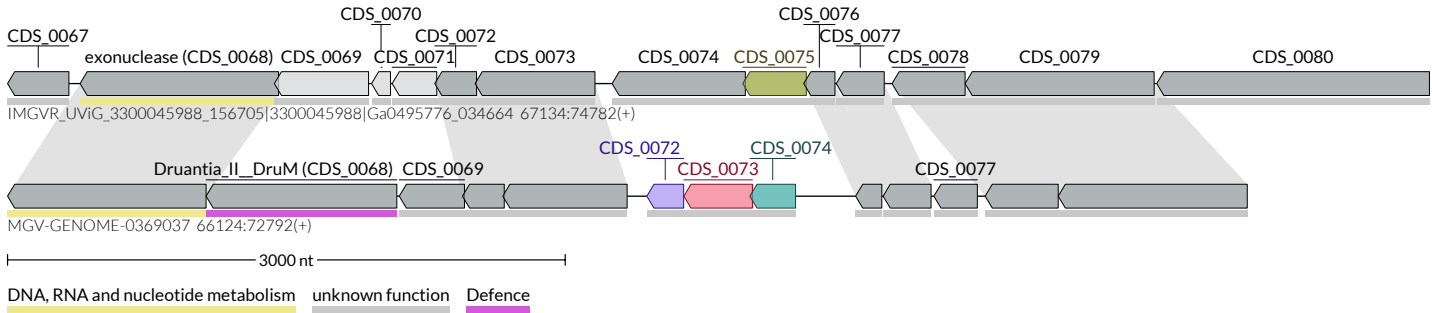 CDS_0070
CDS_0076
CDS_0067
CDS_0072
CDS_0077
exonuclease (CDS_0068) CDS_0069 CDS_0071 CDS_0073 CDS_0074 CDS_0075 CDS_0078 CDS_0079 CDS_0080
IMGVR_UViG_3300045988_156705|3300045988|Ga0495776_034664 67134:74782(+)
CDS_0072 CDS_0074
Druantia_II__DruM (CDS_0068) CDS_0069 CDS_0073 CDS_0077
MGV-GENOME-0369037 66124:72792(+)
3000 nt
DNA, RNA and nucleotide metabolism unknown function Defence